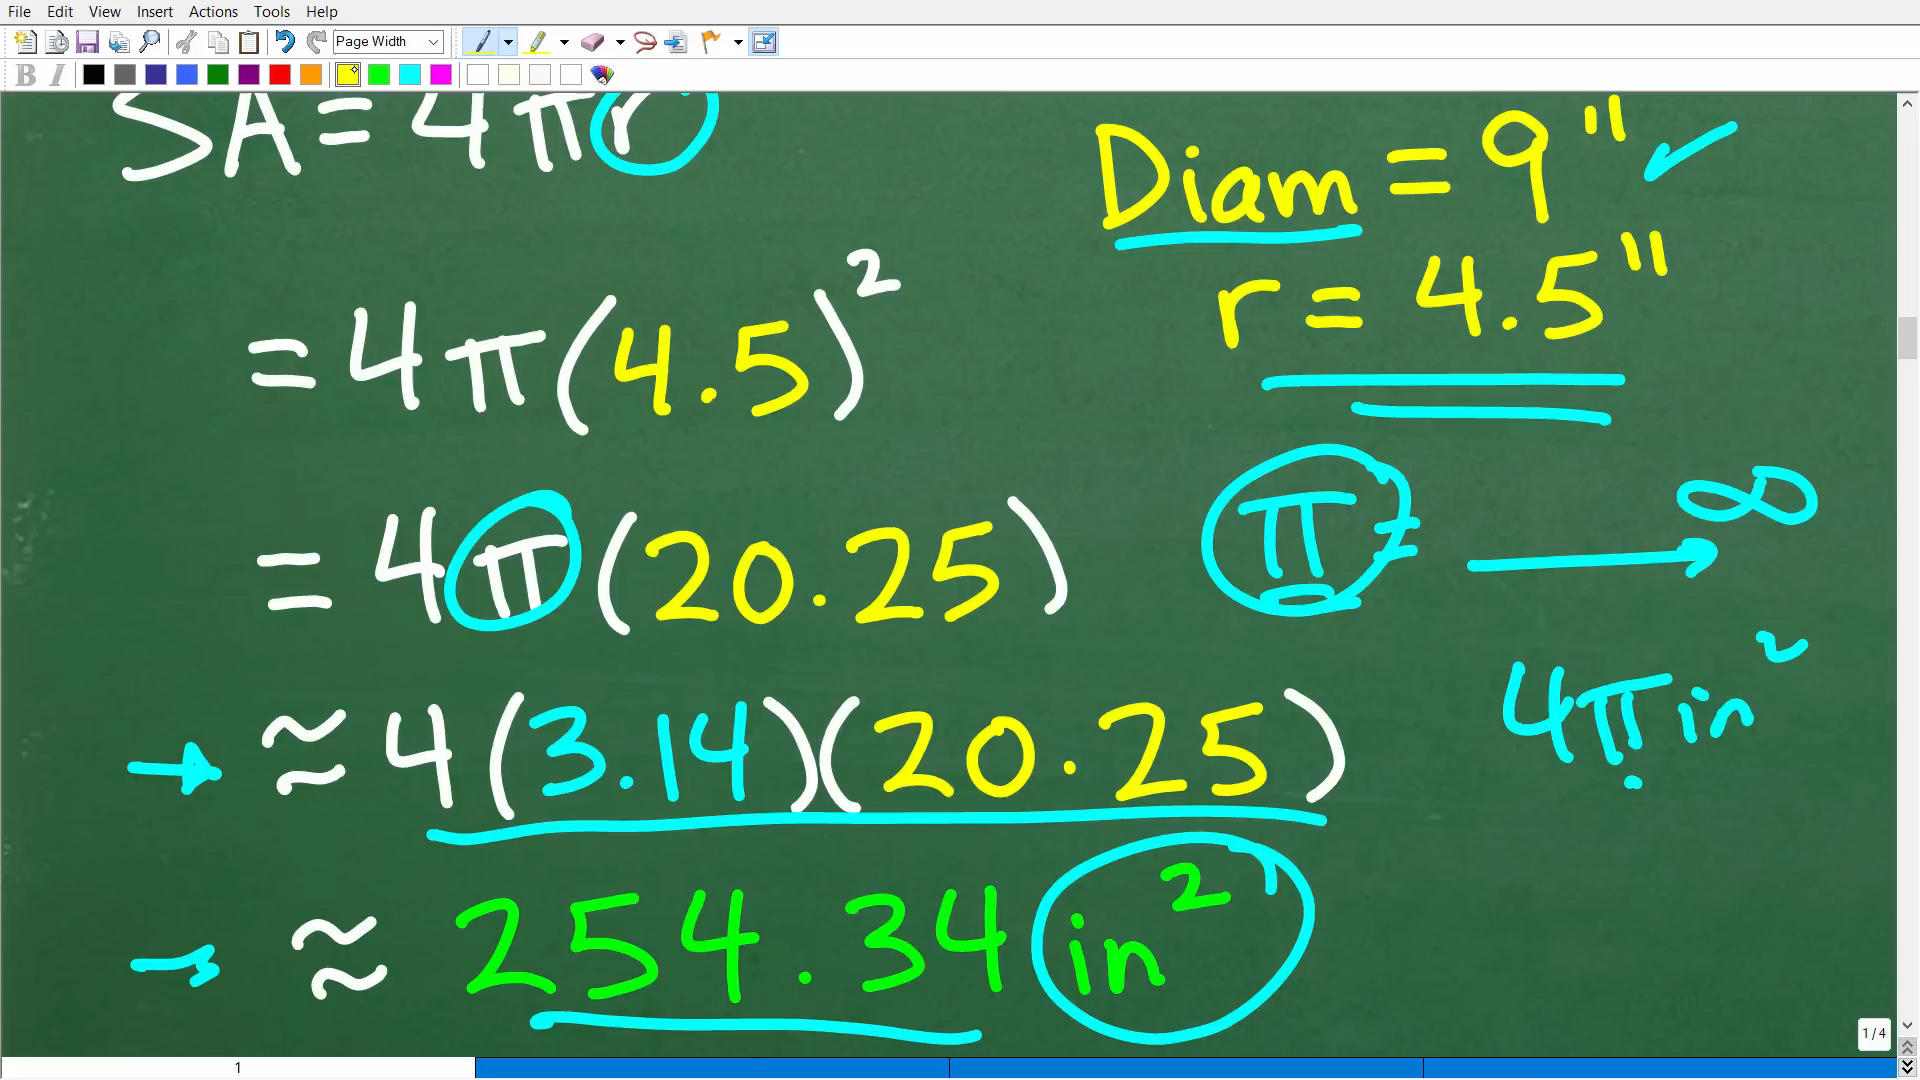 File Edit View Insert Actions Tools Help
Page Width
B I
SA = 4πr
Diam = 9"
r = 4.5"
= 4π(4.5)²
= 4π(20.25)
π = → ∞
4π in²
→ ≈ 4(3.14)(20.25)
→ ≈ 254.34 in²
1 / 4
1